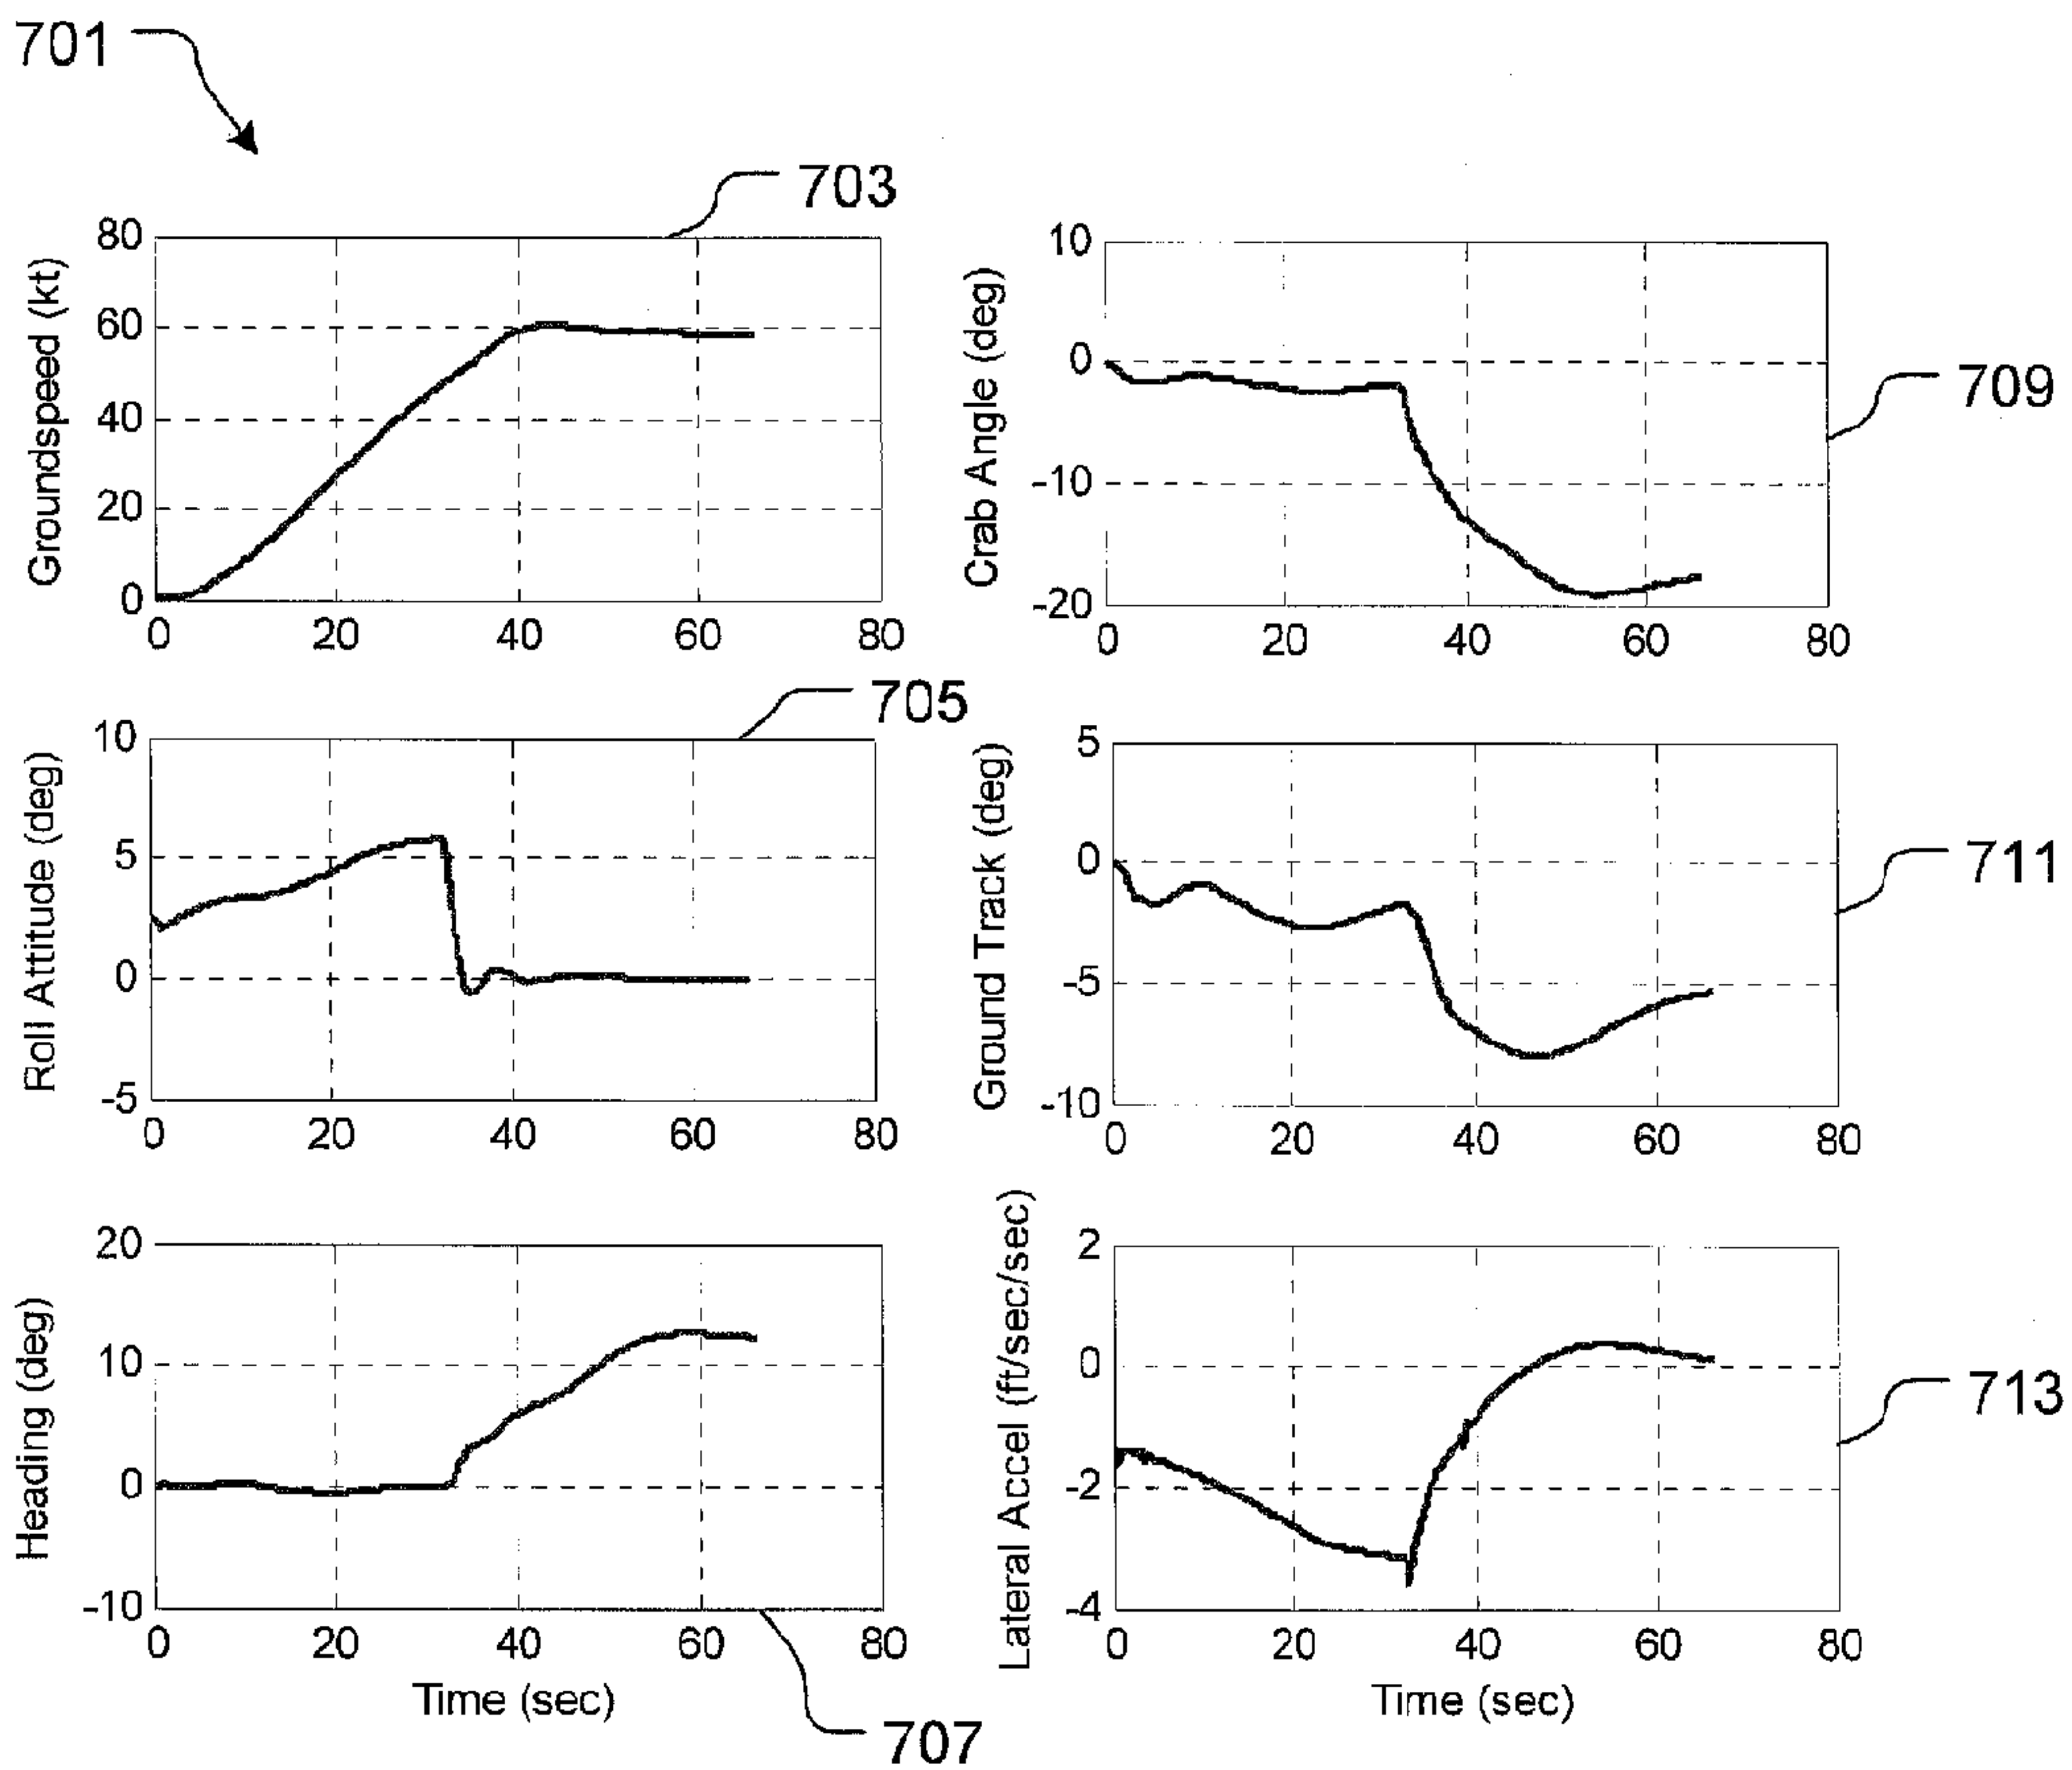 701
703
80
60
40
20
0
Groundspeed (kt)
0 20 40 60 80
10
0
-10
-20
Crab Angle (deg)
0 20 40 60 80
709
705
10
5
0
-5
Roll Attitude (deg)
0 20 40 60 80
5
0
-5
-10
Ground Track (deg)
0 20 40 60 80
711
20
10
0
-10
Heading (deg)
0 20 40 60 80
Time (sec)
707
2
0
-2
-4
Lateral Accel (ft/sec/sec)
0 20 40 60 80
Time (sec)
713